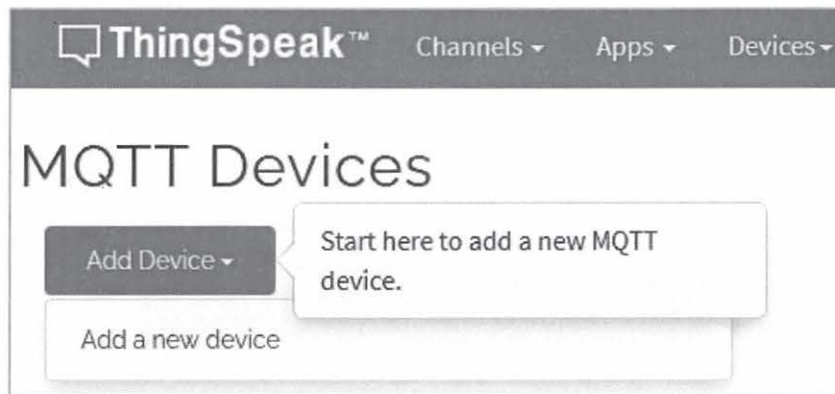 ThingSpeak™ Channels Apps Devices
MQTT Devices
Add Device
Start here to add a new MQTT
device.
Add a new device